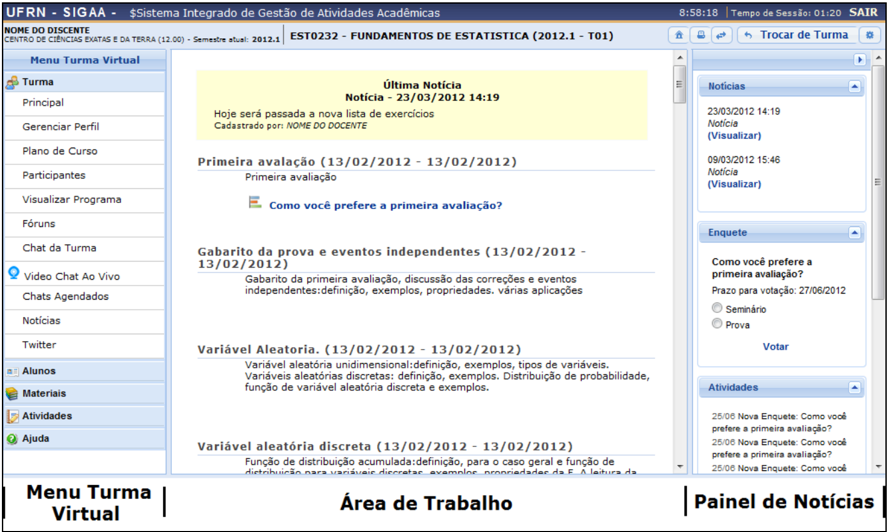 UFRN - SIGAA - $Sistema Integrado de Gestão de Atividades Acadêmicas 8:58:18 Tempo de Sessão: 01:20 SAIR
NOME DO DISCENTE
CENTRO DE CIÊNCIAS EXATAS E DA TERRA (12.00) - Semestre atual: 2012.1
EST0232 - FUNDAMENTOS DE ESTATISTICA (2012.1 - T01)
Trocar de Turma
Menu Turma Virtual
Turma
Principal
Gerenciar Perfil
Plano de Curso
Participantes
Visualizar Programa
Fóruns
Chat da Turma
Video Chat Ao Vivo
Chats Agendados
Notícias
Twitter
Alunos
Materiais
Atividades
Ajuda
Última Notícia
Notícia - 23/03/2012 14:19
Hoje será passada a nova lista de exercícios
Cadastrado por: NOME DO DOCENTE
Primeira avalação (13/02/2012 - 13/02/2012)
Primeira avaliação
Como você prefere a primeira avaliação?
Gabarito da prova e eventos independentes (13/02/2012 -
13/02/2012)
Gabarito da primeira avaliação, discussão das correções e eventos
independentes:definição, exemplos, propriedades. várias aplicações
Variável Aleatoria. (13/02/2012 - 13/02/2012)
Variável aleatória unidimensional:definição, exemplos, tipos de variáveis.
Variáveis aleatórias discretas: definição, exemplos. Distribuição de probabilidade,
função de variável aleatória discreta e exemplos.
Variável aleatória discreta (13/02/2012 - 13/02/2012)
Função de distribuição acumulada:definição, para o caso geral e função de
distribuição para variáveis discretas, exemplos, propriedades da F. A leitura da
Notícias
23/03/2012 14:19
Notícia
(Visualizar)
09/03/2012 15:46
Notícia
(Visualizar)
Enquete
Como você prefere a
primeira avaliação?
Prazo para votação: 27/06/2012
Seminário
Prova
Votar
Atividades
25/06 Nova Enquete: Como você
prefere a primeira avaliação?
25/06 Nova Enquete: Como você
prefere a primeira avaliação?
25/06 Nova Enquete: Como você
Menu Turma
Virtual
Área de Trabalho
Painel de Notícias